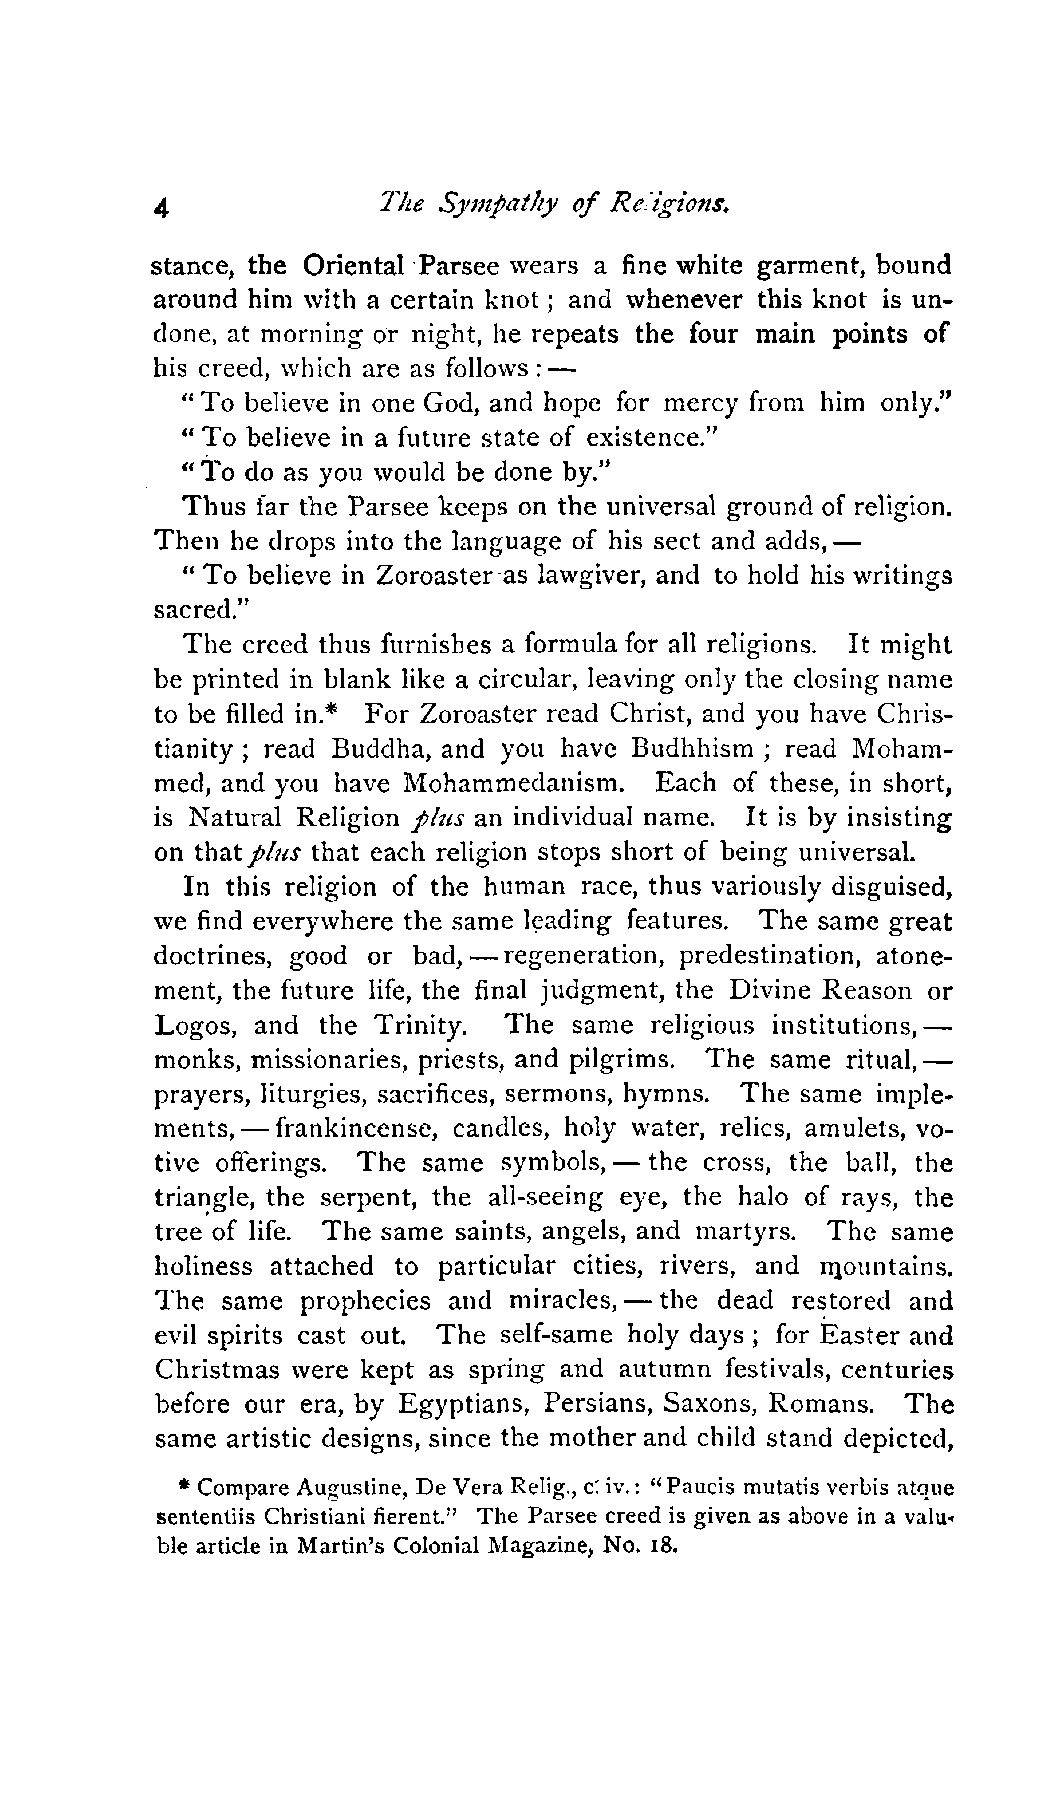 4 The Sympathy of Religions.
stance, the Oriental Parsee wears a fine white garment, bound
around him with a certain knot ; and whenever this knot is un-
done, at morning or night, he repeats the four main points of
his creed, which are as follows : —
" To believe in one God, and hope for mercy from him only."
" To believe in a future state of existence."
" To do as you would be done by."
Thus far the Parsee keeps on the universal ground of religion.
Then he drops into the language of his sect and adds, —
" To believe in Zoroaster as lawgiver, and to hold his writings
sacred."
The creed thus furnishes a formula for all religions. It might
be printed in blank like a circular, leaving only the closing name
to be filled in.* For Zoroaster read Christ, and you have Chris-
tianity ; read Buddha, and you have Budhhism ; read Moham-
med, and you have Mohammedanism. Each of these, in short,
is Natural Religion plus an individual name. It is by insisting
on that plus that each religion stops short of being universal.
In this religion of the human race, thus variously disguised,
we find everywhere the same leading features. The same great
doctrines, good or bad, — regeneration, predestination, atone-
ment, the future life, the final judgment, the Divine Reason or
Logos, and the Trinity. The same religious institutions, —
monks, missionaries, priests, and pilgrims. The same ritual, —
prayers, liturgies, sacrifices, sermons, hymns. The same imple-
ments, — frankincense, candles, holy water, relics, amulets, vo-
tive offerings. The same symbols, — the cross, the ball, the
triangle, the serpent, the all-seeing eye, the halo of rays, the
tree of life. The same saints, angels, and martyrs. The same
holiness attached to particular cities, rivers, and mountains.
The same prophecies and miracles, — the dead restored and
evil spirits cast out. The self-same holy days ; for Easter and
Christmas were kept as spring and autumn festivals, centuries
before our era, by Egyptians, Persians, Saxons, Romans. The
same artistic designs, since the mother and child stand depicted,
* Compare Augustine, De Vera Relig., c. iv. : "Paucis mutatis verbis atque
sententiis Christiani fierent." The Parsee creed is given as above in a valu-
ble article in Martin's Colonial Magazine, No. 18.